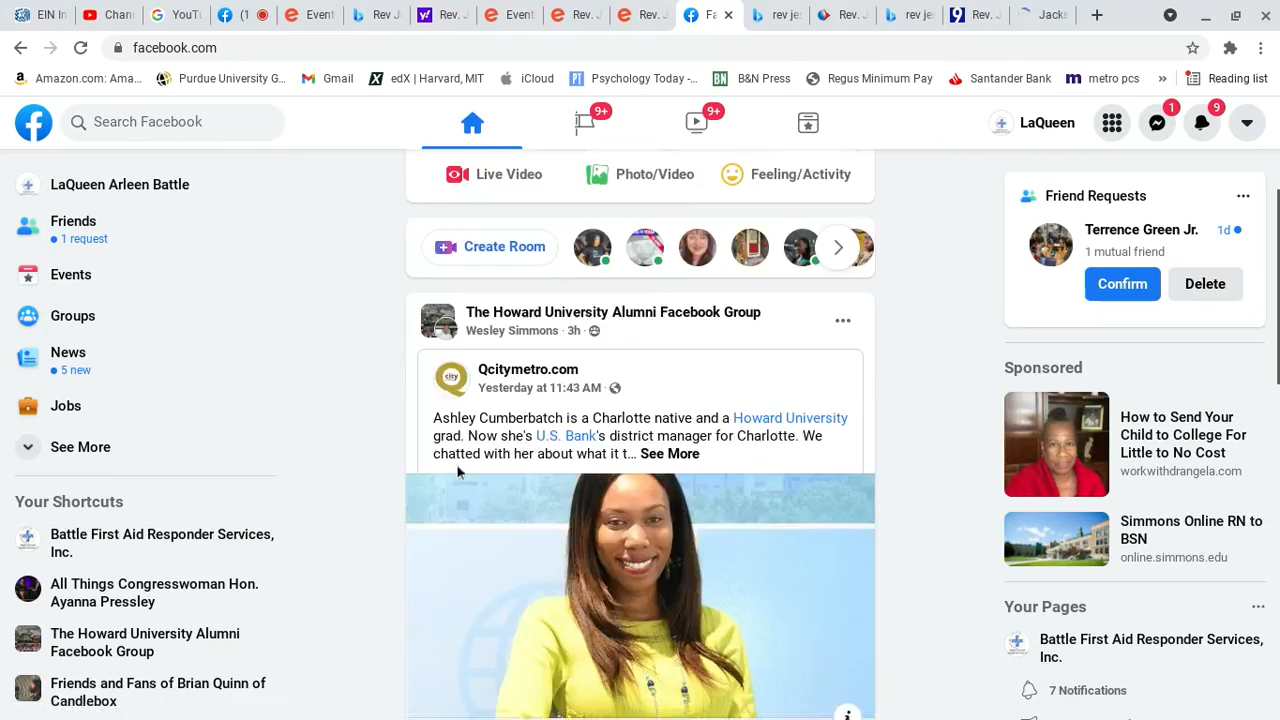 EIN In
Chann
YouTu
(1
Event
Rev Je
Rev. J
Event
Rev. J
Rev. J
Fa
rev jes
Rev. J
rev jes
Rev. J
Jacks
facebook.com
Amazon.com: Ama...
Purdue University G...
Gmail
edX | Harvard, MIT
iCloud
Psychology Today -...
B&N Press
Regus Minimum Pay
Santander Bank
metro pcs
»
Reading list
Search Facebook
9+
9+
LaQueen
1
9
LaQueen Arleen Battle
Friends
1 request
Events
Groups
News
5 new
Jobs
See More
Your Shortcuts
Battle First Aid Responder Services,
Inc.
All Things Congresswoman Hon.
Ayanna Pressley
The Howard University Alumni
Facebook Group
Friends and Fans of Brian Quinn of
Candlebox
Live Video
Photo/Video
Feeling/Activity
Create Room
The Howard University Alumni Facebook Group
Wesley Simmons · 3h ·
city
Qcitymetro.com
Yesterday at 11:43 AM ·
Ashley Cumberbatch is a Charlotte native and a Howard University
grad. Now she's U.S. Bank's district manager for Charlotte. We
chatted with her about what it t... See More
Friend Requests
Terrence Green Jr.
1d
1 mutual friend
Confirm
Delete
Sponsored
How to Send Your
Child to College For
Little to No Cost
workwithdrangela.com
Simmons Online RN to
BSN
online.simmons.edu
Your Pages
Battle First Aid Responder Services,
Inc.
7 Notifications